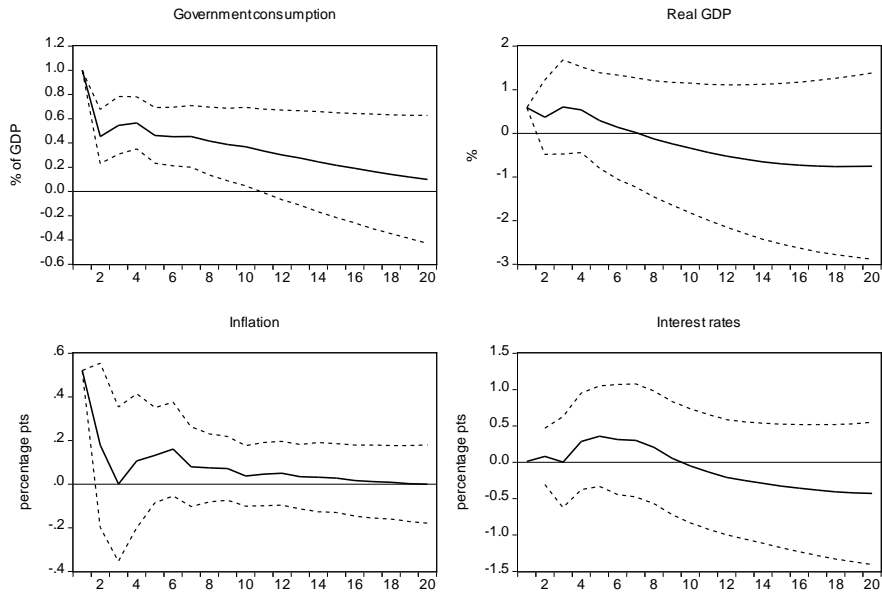 Government consumption
1.2
1.0
0.8
0.6
0.4
0.2
0.0
-0.2
-0.4
-0.6
% of GDP
2 4 6 8 10 12 14 16 18 20
Real GDP
2
1
0
-1
-2
-3
%
2 4 6 8 10 12 14 16 18 20
Inflation
.6
.4
.2
.0
-.2
-.4
percentage pts
2 4 6 8 10 12 14 16 18 20
Interest rates
1.5
1.0
0.5
0.0
-0.5
-1.0
-1.5
percentage pts
2 4 6 8 10 12 14 16 18 20